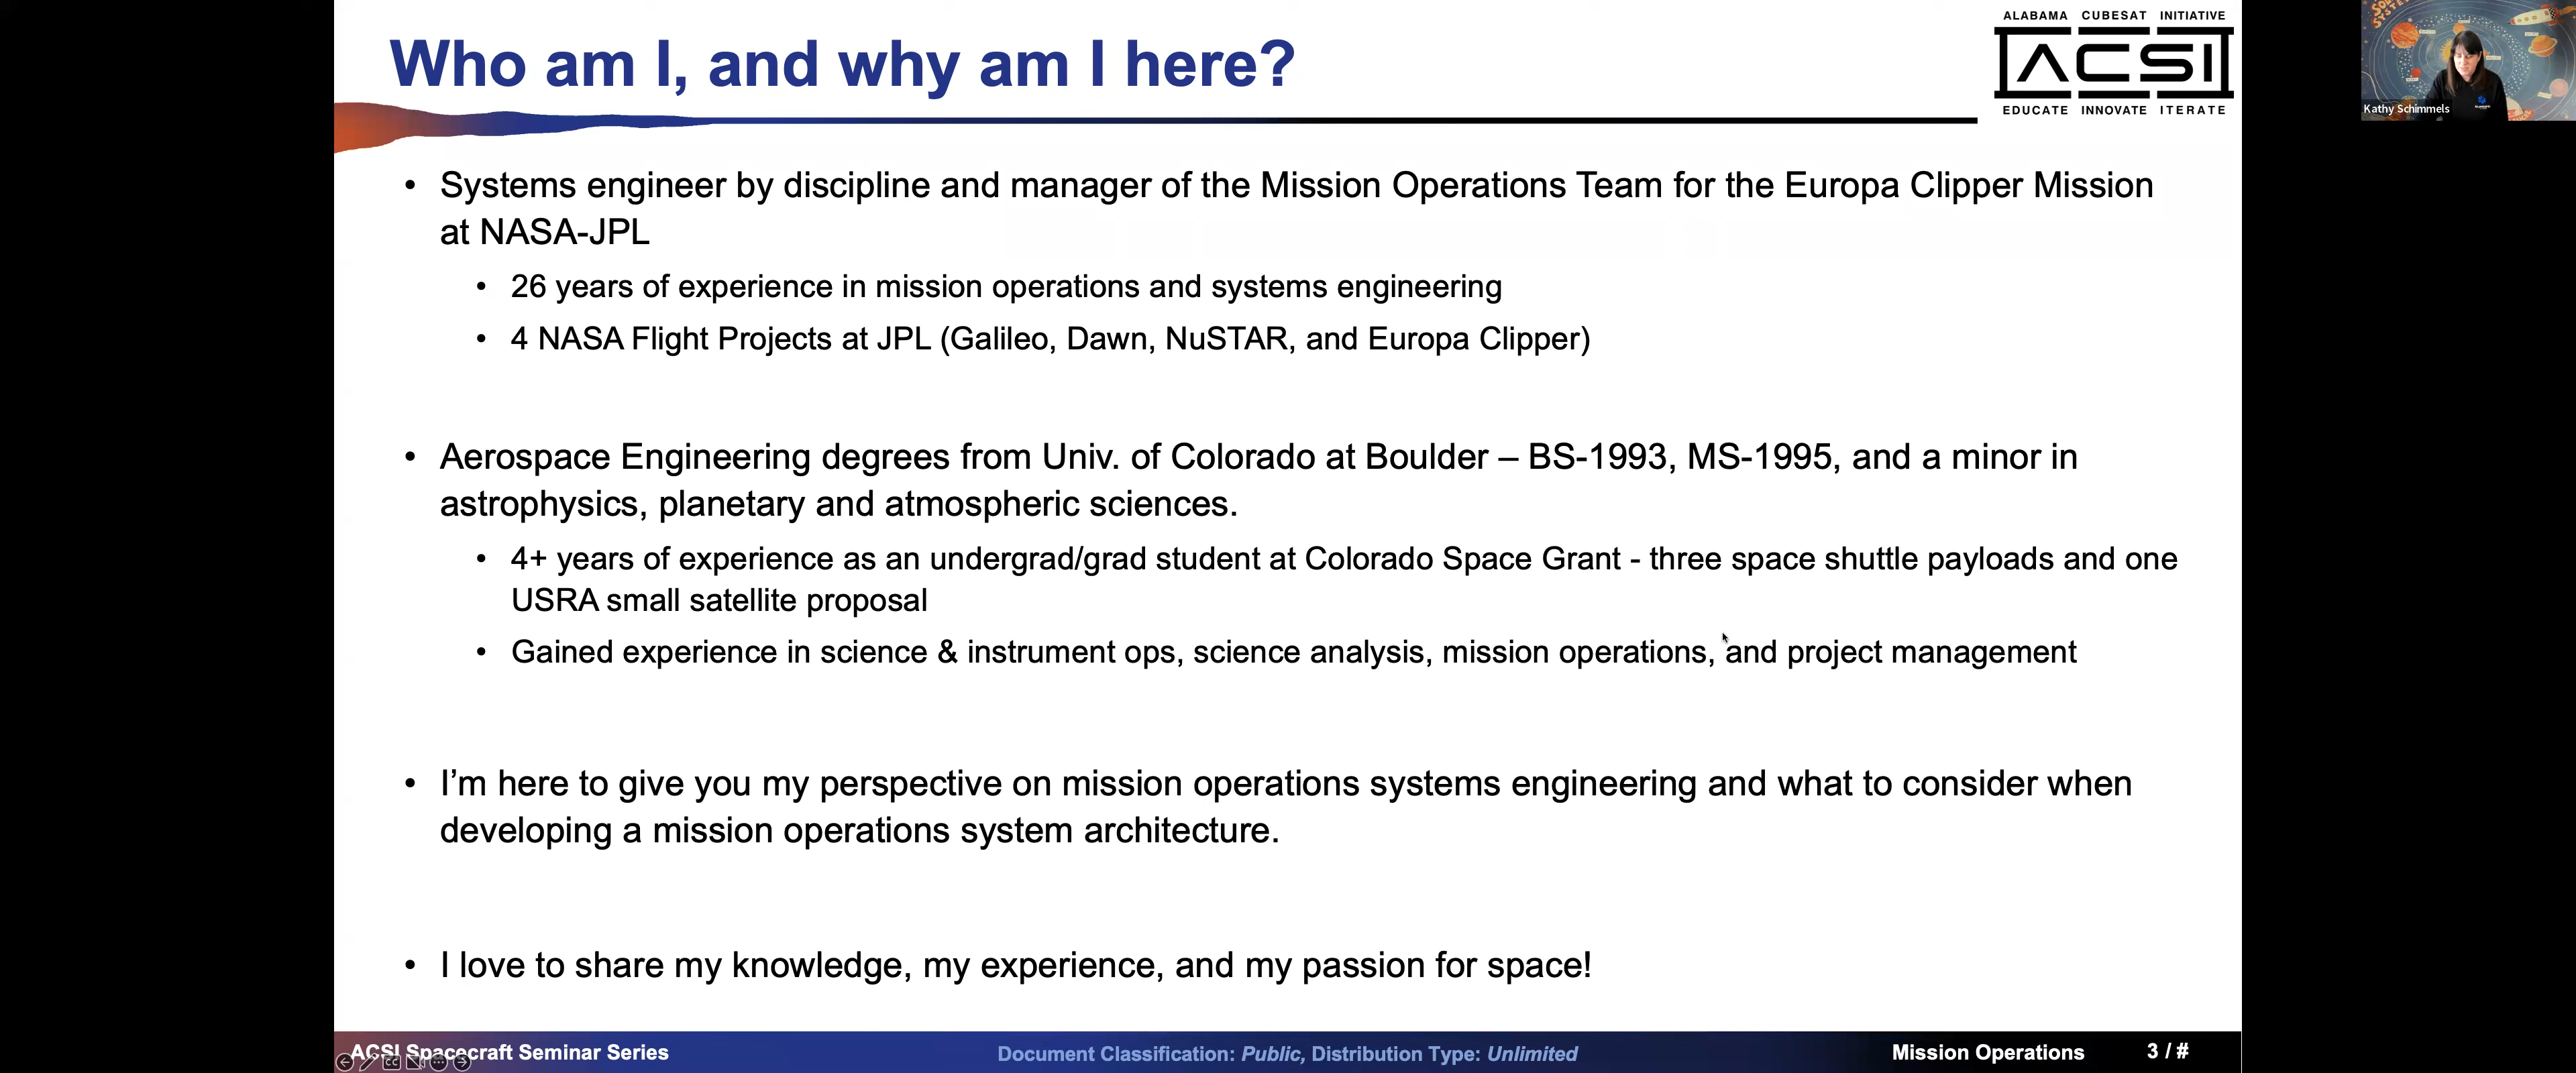 Who am I, and why am I here?
ALABAMA CUBESAT INITIATIVE
ACSI
EDUCATE INNOVATE ITERATE
Kathy Schimmels
• Systems engineer by discipline and manager of the Mission Operations Team for the Europa Clipper Mission
at NASA-JPL
• 26 years of experience in mission operations and systems engineering
• 4 NASA Flight Projects at JPL (Galileo, Dawn, NuSTAR, and Europa Clipper)
• Aerospace Engineering degrees from Univ. of Colorado at Boulder – BS-1993, MS-1995, and a minor in
astrophysics, planetary and atmospheric sciences.
• 4+ years of experience as an undergrad/grad student at Colorado Space Grant - three space shuttle payloads and one
USRA small satellite proposal
• Gained experience in science & instrument ops, science analysis, mission operations, and project management
• I’m here to give you my perspective on mission operations systems engineering and what to consider when
developing a mission operations system architecture.
• I love to share my knowledge, my experience, and my passion for space!
ACSI Spacecraft Seminar Series
Document Classification: Public, Distribution Type: Unlimited
Mission Operations
3 / #